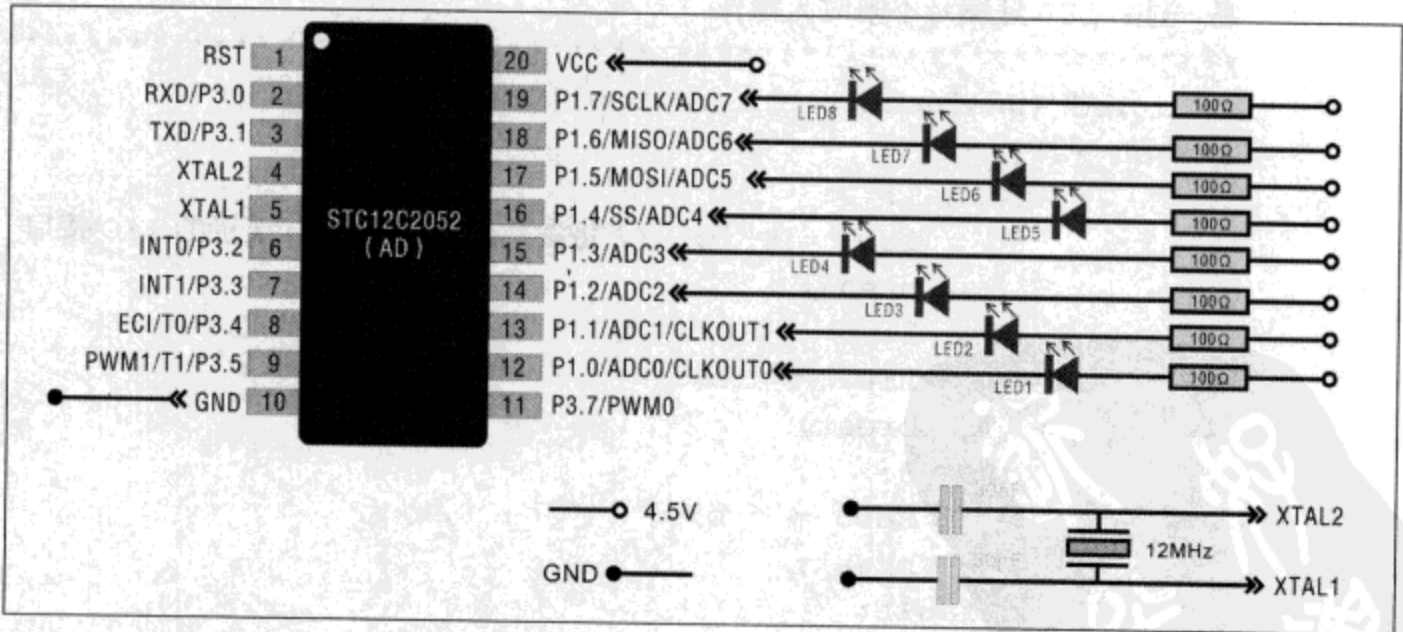 RST 1
RXD/P3.0 2
TXD/P3.1 3
XTAL2 4
XTAL1 5
INT0/P3.2 6
INT1/P3.3 7
ECI/T0/P3.4 8
PWM1/T1/P3.5 9
GND 10
STC12C2052
(AD)
20 VCC
19 P1.7/SCLK/ADC7 LED8 100Ω
18 P1.6/MISO/ADC6 LED7 100Ω
17 P1.5/MOSI/ADC5 LED6 100Ω
16 P1.4/SS/ADC4 LED5 100Ω
15 P1.3/ADC3 LED4 100Ω
14 P1.2/ADC2 LED3 100Ω
13 P1.1/ADC1/CLKOUT1 LED2 100Ω
12 P1.0/ADC0/CLKOUT0 LED1 100Ω
11 P3.7/PWM0
4.5V
GND
XTAL2
12MHz
XTAL1